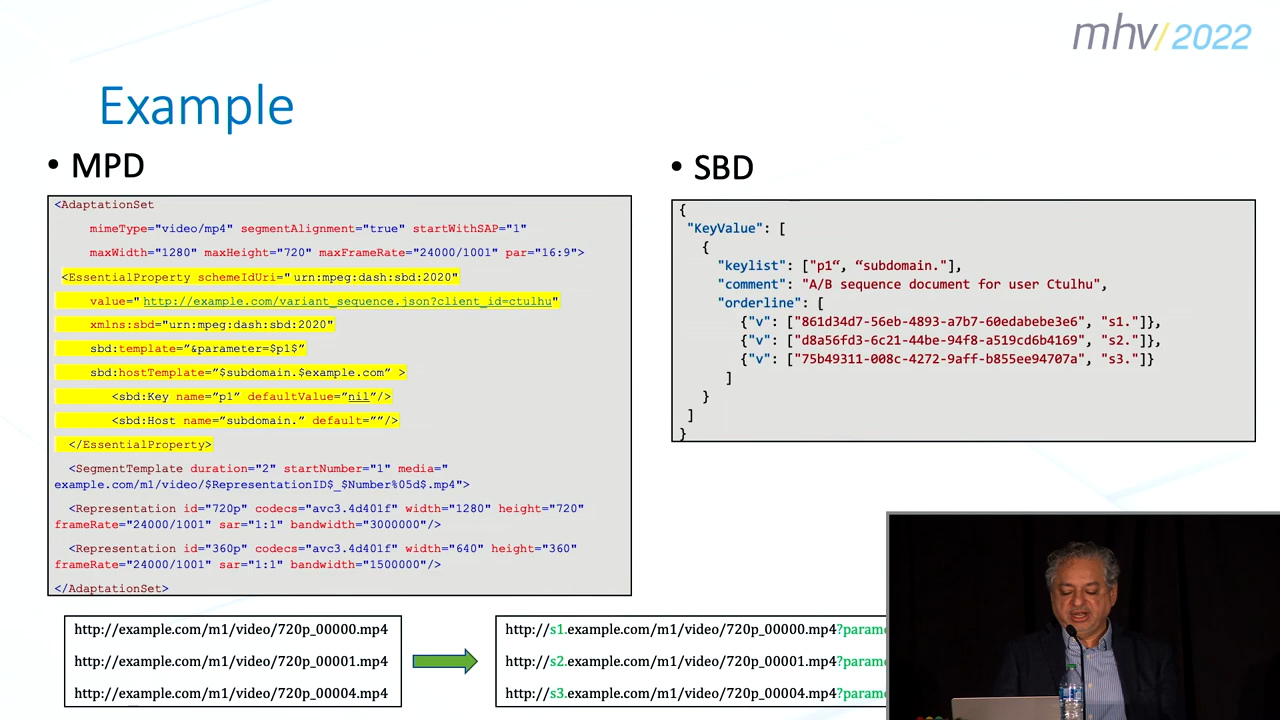 mhv/2022
Example
• MPD
<AdaptationSet
mimeType="video/mp4" segmentAlignment="true" startWithSAP="1"
maxWidth="1280" maxHeight="720" maxFrameRate="24000/1001" par="16:9">
<EssentialProperty schemeIdUri=" urn:mpeg:dash:sbd:2020"
value=" http://example.com/variant_sequence.json?client_id=ctulhu"
xmlns:sbd="urn:mpeg:dash:sbd:2020"
sbd:template=”&parameter=$p1$”
sbd:hostTemplate=”$subdomain.$example.com” >
<sbd:Key name=”p1” defaultValue=”nil”/>
<sbd:Host name=”subdomain.” default=””/>
</EssentialProperty>
<SegmentTemplate duration="2" startNumber="1" media="
example.com/m1/video/$RepresentationID$_$Number%05d$.mp4">
<Representation id="720p" codecs="avc3.4d401f" width="1280" height="720"
frameRate="24000/1001" sar="1:1" bandwidth="3000000"/>
<Representation id="360p" codecs="avc3.4d401f" width="640" height="360"
frameRate="24000/1001" sar="1:1" bandwidth="1500000"/>
</AdaptationSet>
• SBD
{
"KeyValue": [
{
"keylist": ["p1“, “subdomain."],
"comment": "A/B sequence document for user Ctulhu",
"orderline": [
{"v": ["861d34d7-56eb-4893-a7b7-60edabebe3e6", "s1."]},
{"v": ["d8a56fd3-6c21-44be-94f8-a519cd6b4169", "s2."]},
{"v": ["75b49311-008c-4272-9aff-b855ee94707a", "s3."]}
]
}
]
}
http://example.com/m1/video/720p_00000.mp4
http://example.com/m1/video/720p_00001.mp4
http://example.com/m1/video/720p_00004.mp4
http://s1.example.com/m1/video/720p_00000.mp4?param
http://s2.example.com/m1/video/720p_00001.mp4?param
http://s3.example.com/m1/video/720p_00004.mp4?param